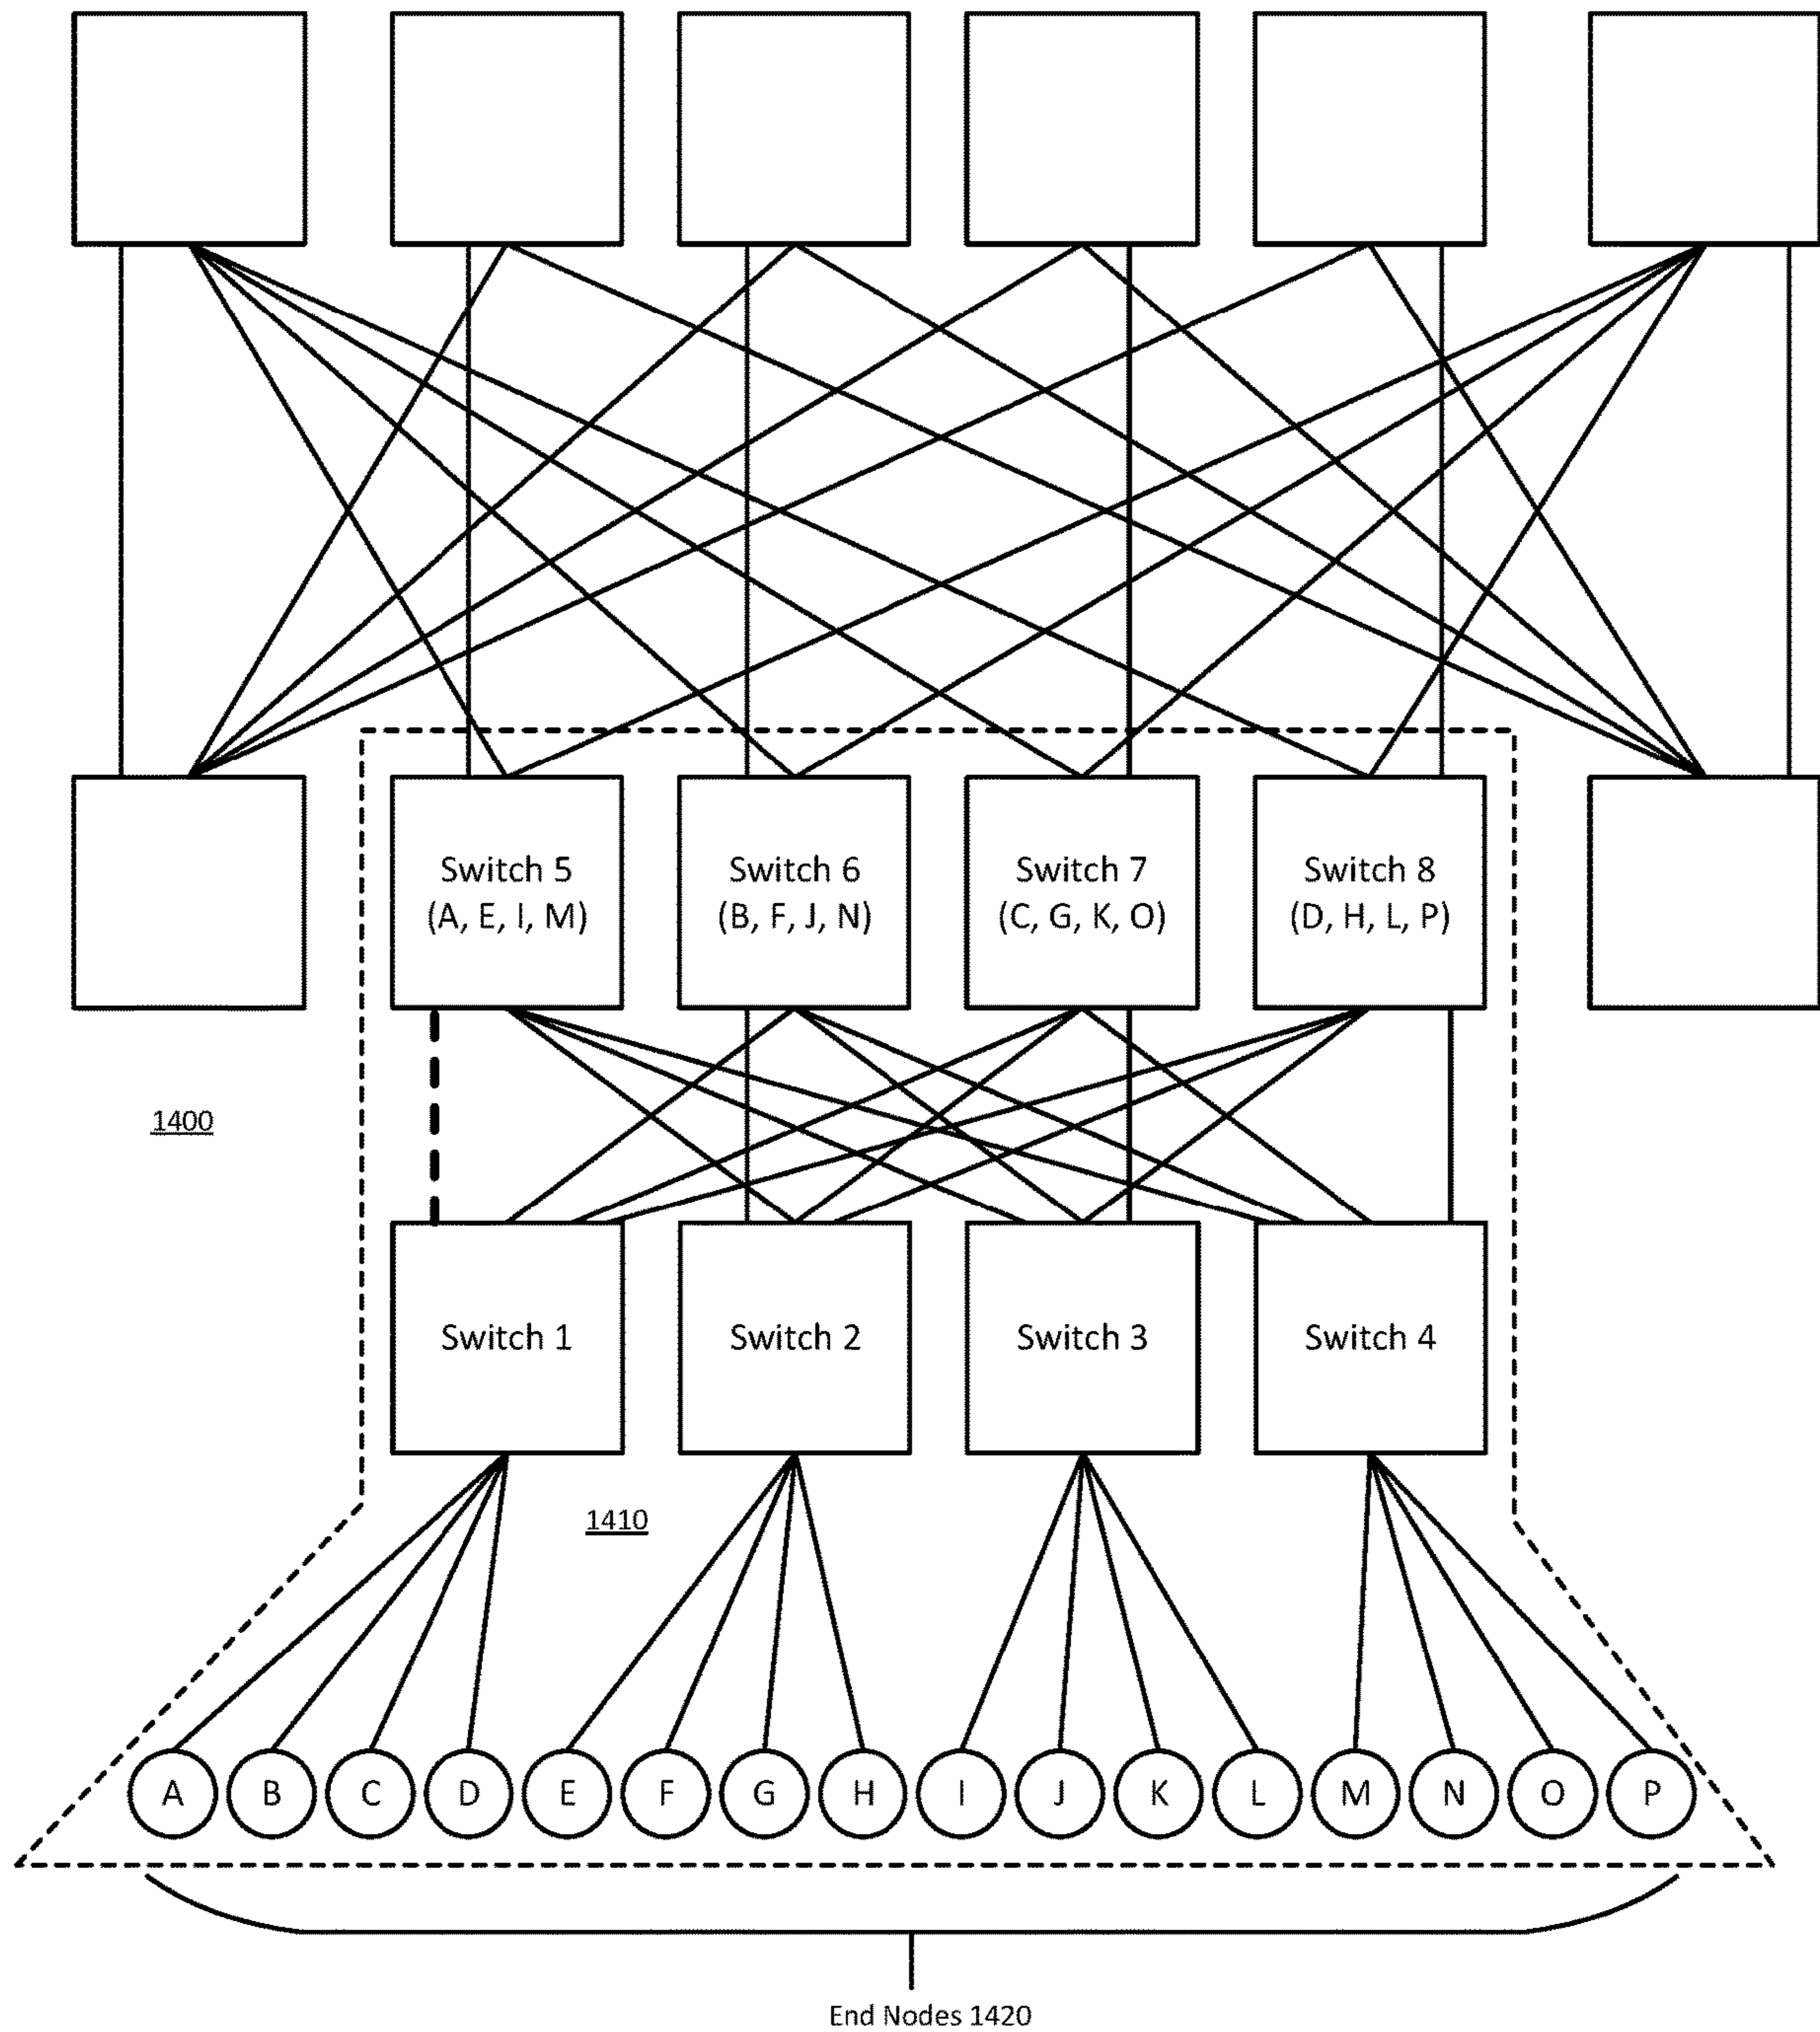 Switch 5
(A, E, I, M)
Switch 6
(B, F, J, N)
Switch 7
(C, G, K, O)
Switch 8
(D, H, L, P)
1400
Switch 1
Switch 2
Switch 3
Switch 4
1410
A
B
C
D
E
F
G
H
I
J
K
L
M
N
O
P
End Nodes 1420